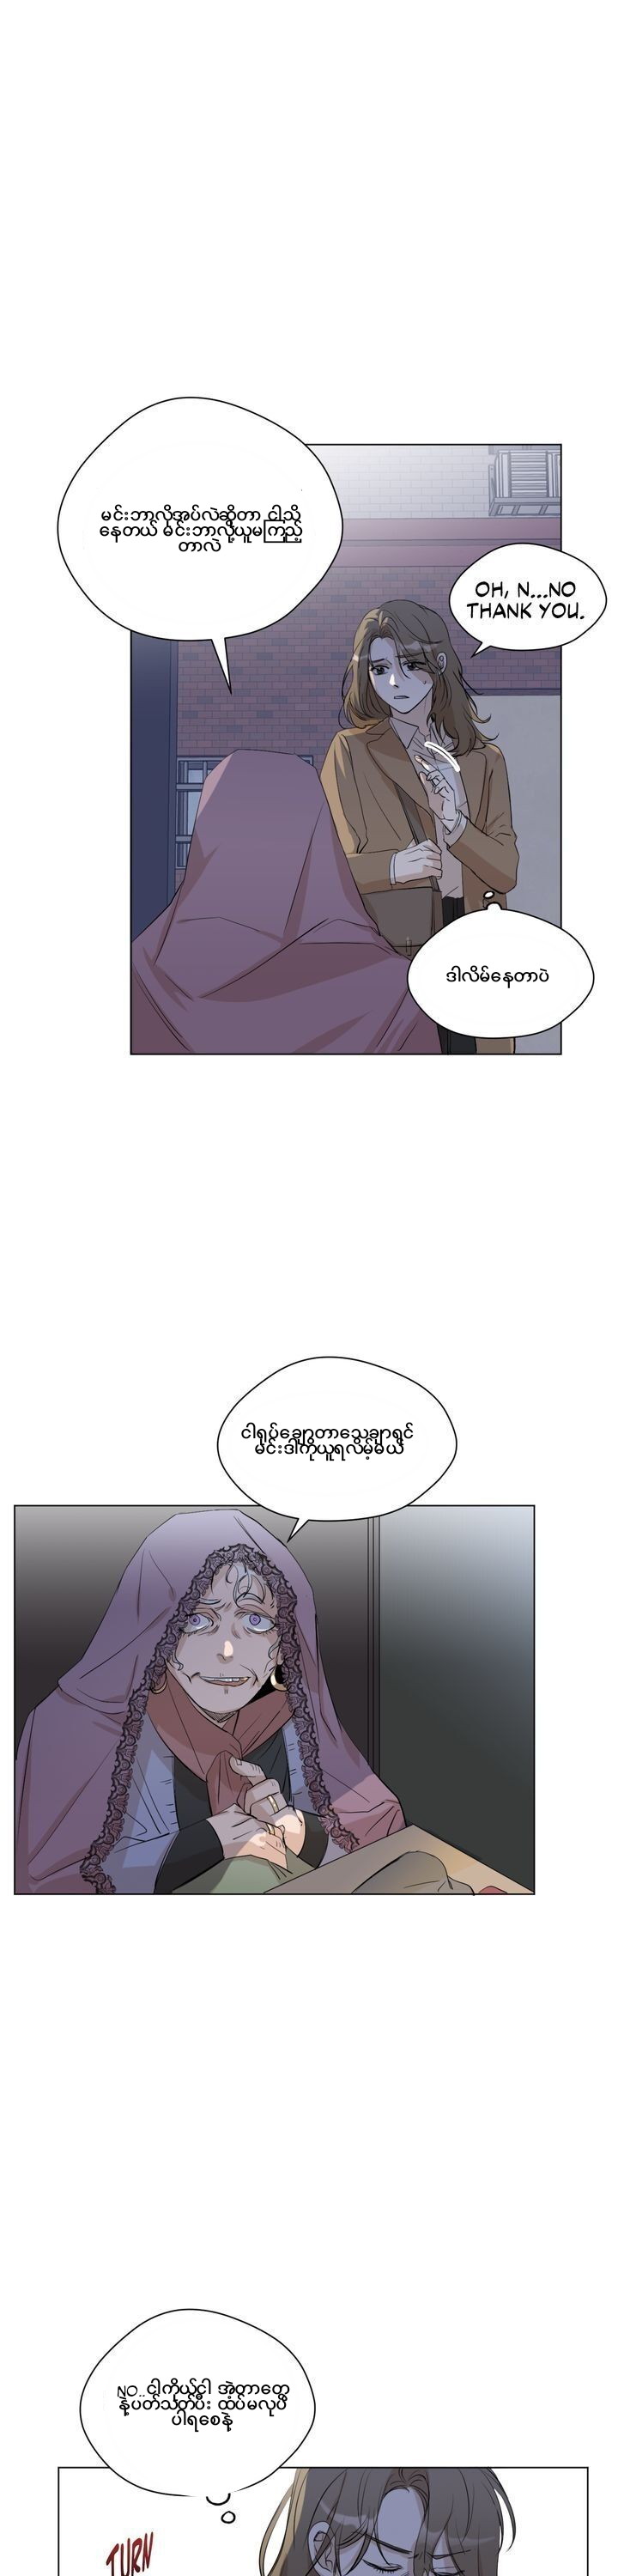 မင်းဘာလိုအပ်လဲဆိုတာ ငါသိ
နေတယ် မင်းဘာလို့ယူမကြည့်
တာလဲ
OH, N...NO
THANK YOU.
ဒါလိမ်နေတာပဲ
ငါရုပ်ချောတာသေချာရင်
မင်းဒါကိုယူရလိမ့်မယ်
NO..ငါကိုယ်ငါ အဲ့တာတွေ
နဲ့ပတ်သတ်ပီး ထပ်မလုပ်
ပါရစေနဲ့
TURN